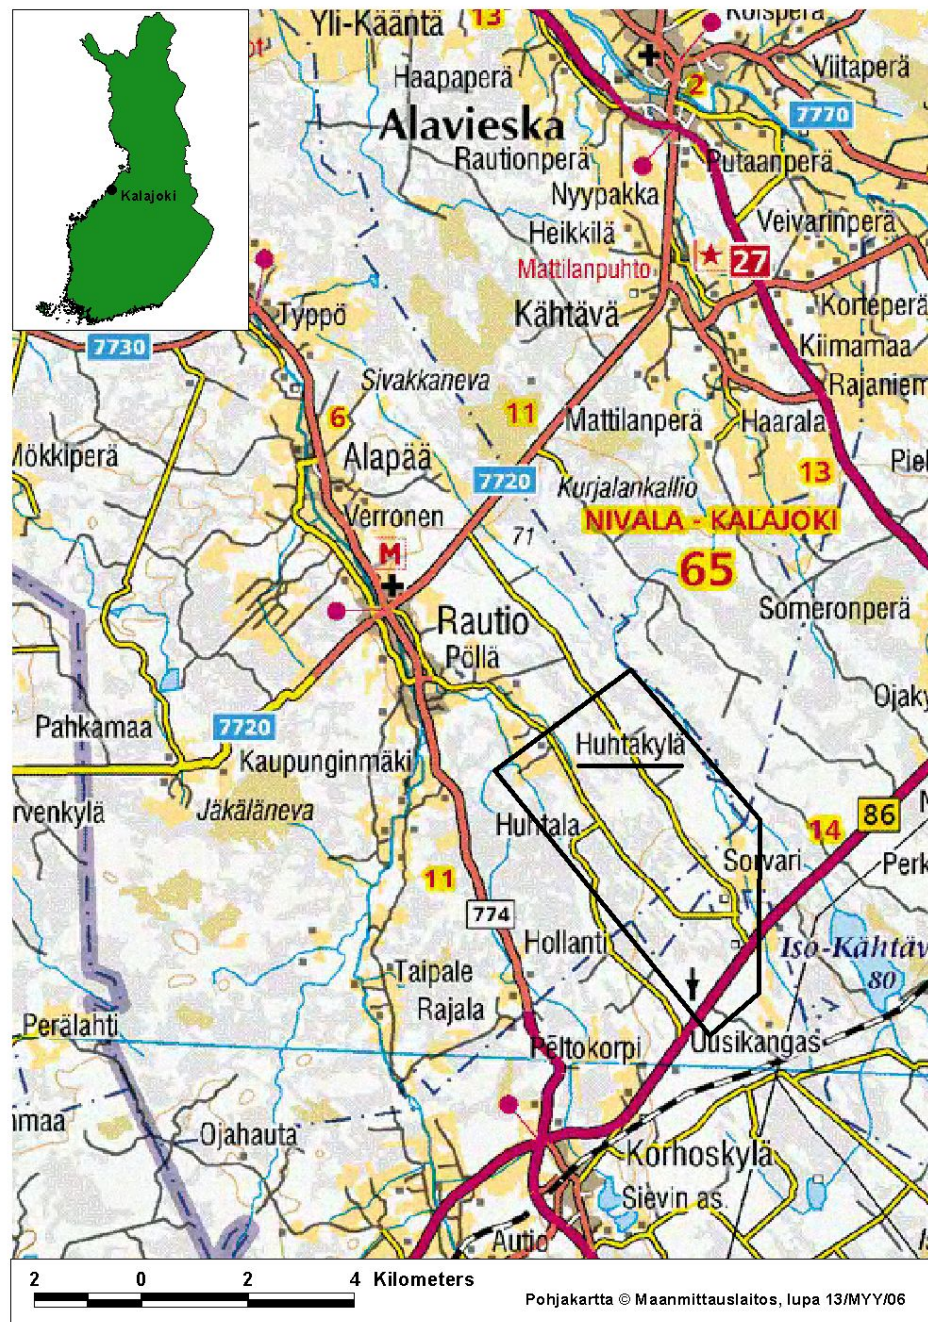 Yli-Kääntä
13
Koisperä
Kalajoki
Haapaperä
Viitaperä
2
7770
Alavieska
Rautionperä
Putaanperä
Nyypakka
Veivarinperä
Heikkilä
Mattilanpuhto
27
Typpö
Kähtävä
Korteperä
7730
Kiimamaa
Sivakkaneva
Rajaniem
6
11
Mattilanperä
Haarala
Mökkiperä
Alapää
13
Piel
7720
Kurjalankallio
Verronen
71
NIVALA - KALAJOKI
M
65
Rautio
Someronperä
Pöllä
Ojaky
Pahkamaa
7720
Huhtakylä
Kaupunginmäki
rvenkylä
Jäkäläneva
Huhtala
14
86
Sorvari
Perk
11
774
Hollanti
Iso-Kähtäv
80
Taipale
Rajala
Perälahti
Peltokorpi
Uusikangas
maa
Ojahauta
Korhoskylä
Sievin as.
Autio
2 0 2 4 Kilometers
Pohjakartta © Maanmittauslaitos, lupa 13/MYY/06